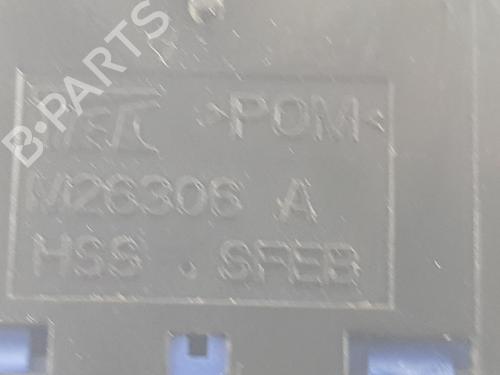 B·PARTS
>POM<
M26306 A
HSS . SFEB